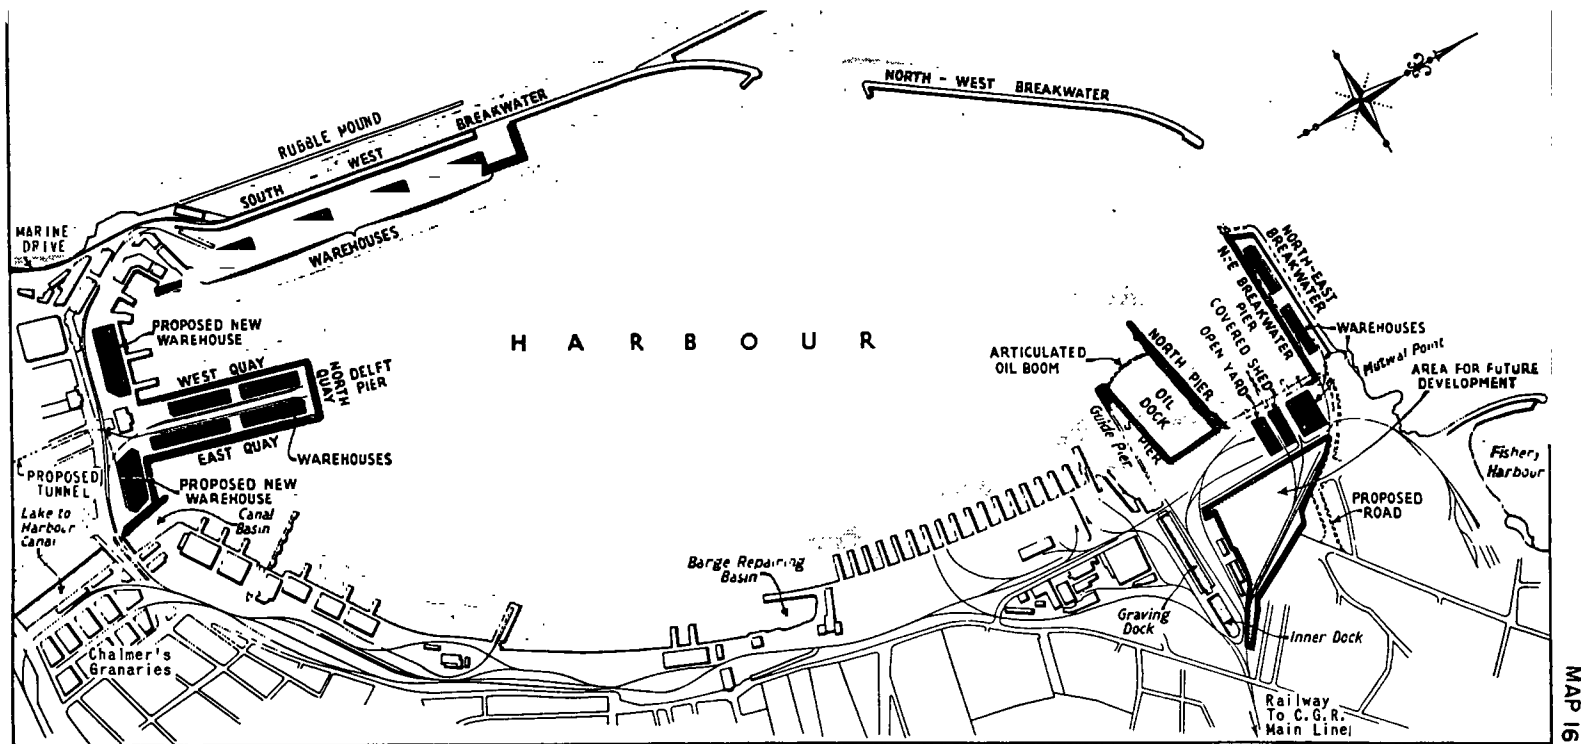 RUBBLE MOUND
SOUTH WEST BREAKWATER
NORTH - WEST BREAKWATER
MARINE
DRIVE
WAREHOUSES
PROPOSED NEW
WAREHOUSE
WEST QUAY
NORTH
QUAY
DELFT
PIER
EAST QUAY
WAREHOUSES
PROPOSED
TUNNEL
PROPOSED NEW
WAREHOUSE
Lake to
Harbour
Canal
Canal
Basin
Chalmer's
Granaries
HARBOUR
Barge Repairing
Basin
ARTICULATED
OIL BOOM
NORTH PIER
OIL
DOCK
S PIER
Guide Pier
NORTH-EAST
BREAKWATER
N.E BREAKWATER
PIER
COVERED SHED
OPEN YARD
WAREHOUSES
Mutwal Point
AREA FOR FUTURE
DEVELOPMENT
Fishery
Harbour
PROPOSED
ROAD
Graving
Dock
Inner Dock
Railway
To C.G.R.
Main Line
MAP 16